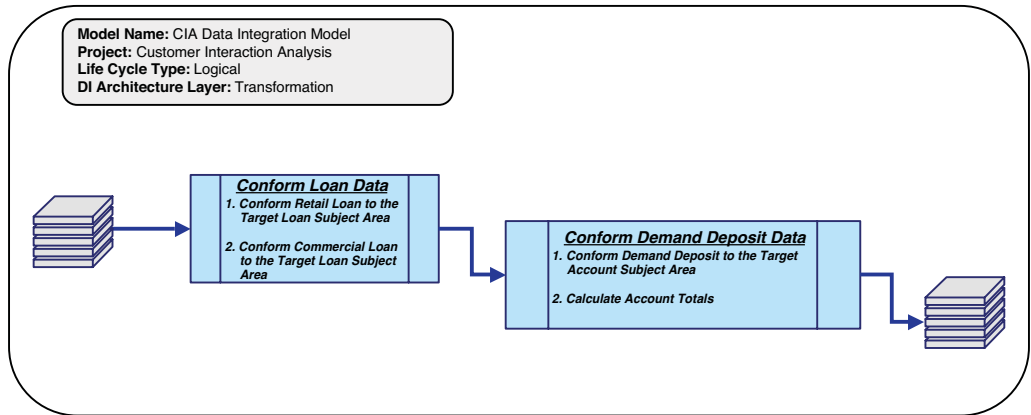 Model Name: CIA Data Integration Model
Project: Customer Interaction Analysis
Life Cycle Type: Logical
DI Architecture Layer: Transformation
Conform Loan Data
1. Conform Retail Loan to the
Target Loan Subject Area
2. Conform Commercial Loan
to the Target Loan Subject
Area
Conform Demand Deposit Data
1. Conform Demand Deposit to the Target
Account Subject Area
2. Calculate Account Totals